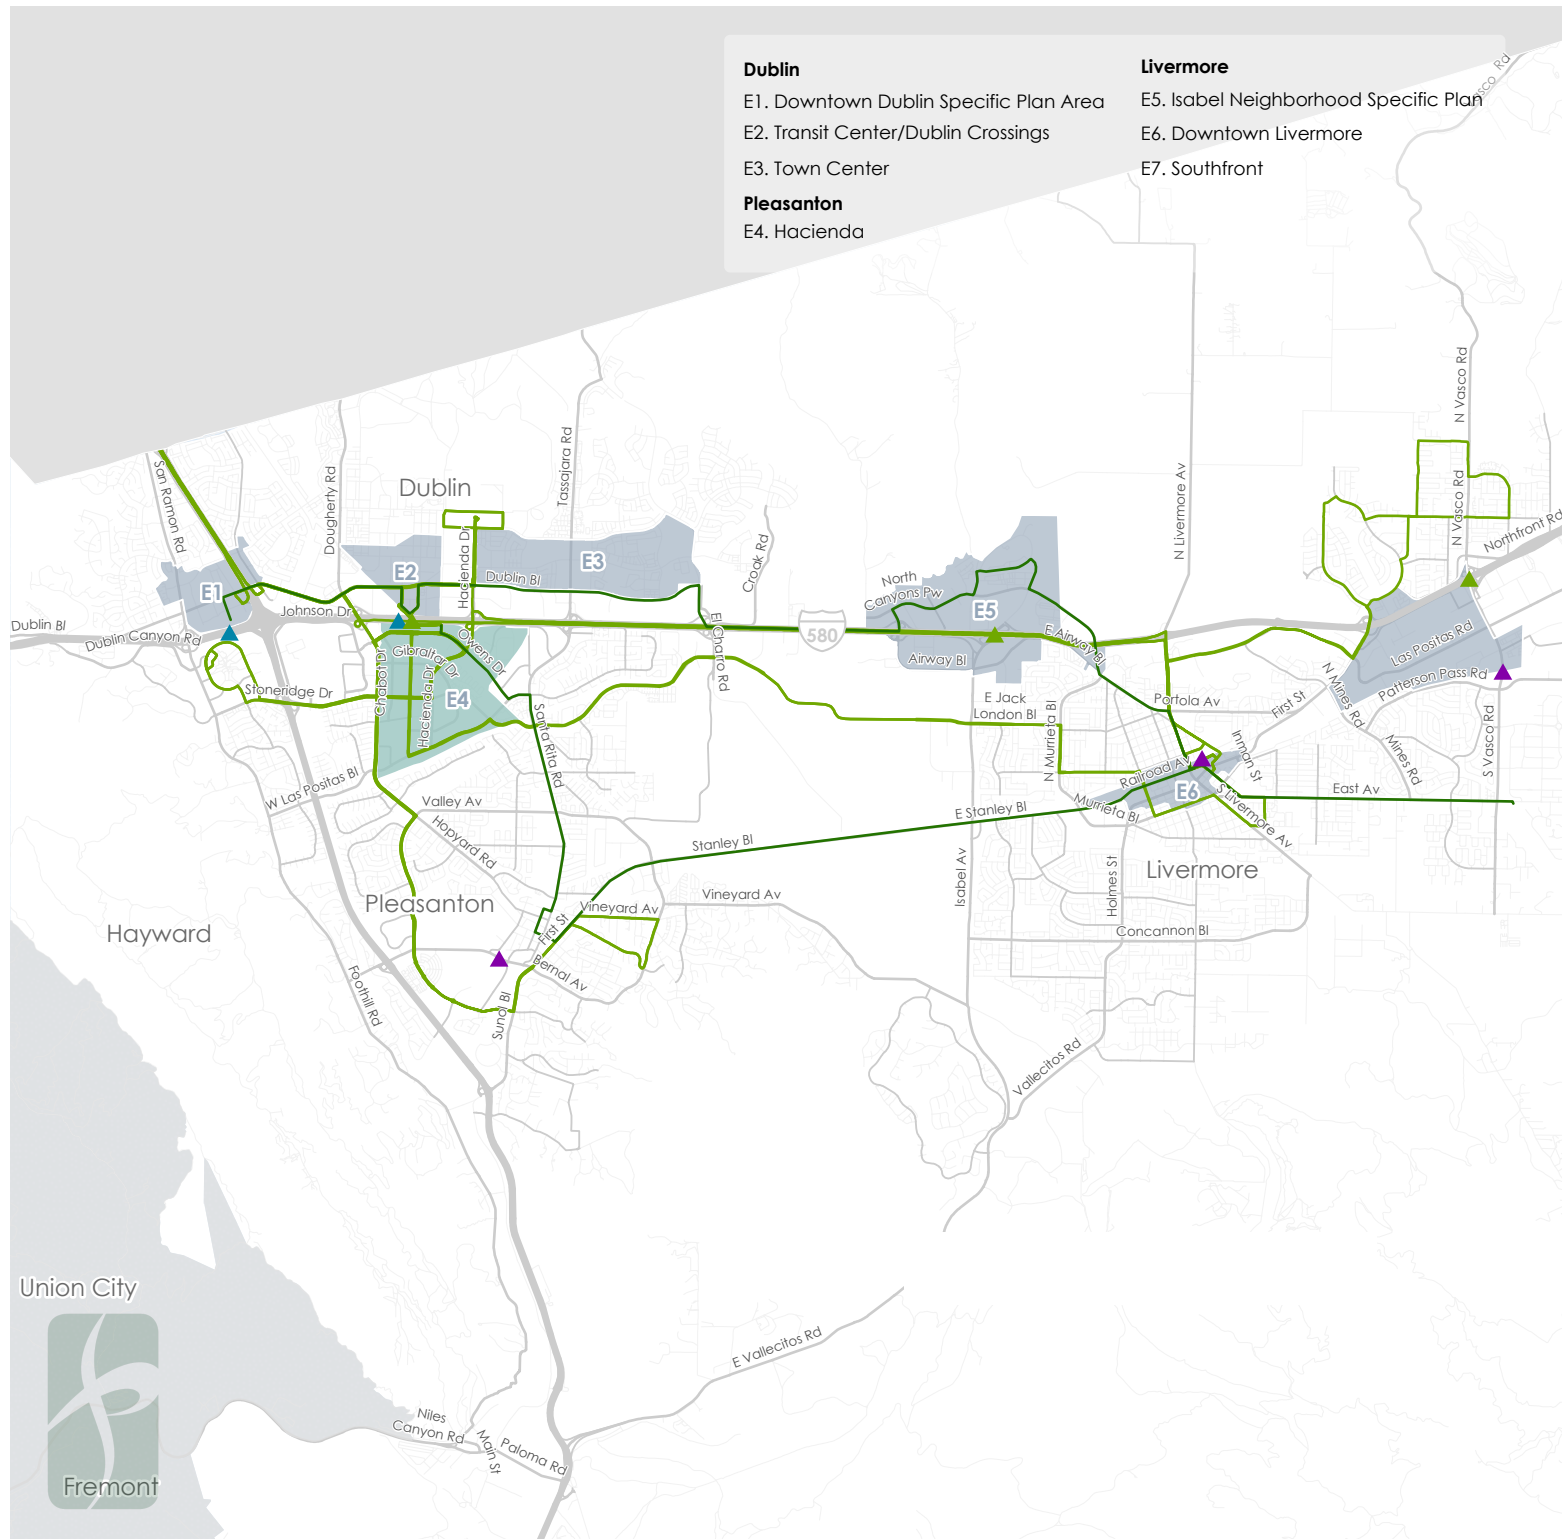 Dublin
E1. Downtown Dublin Specific Plan Area
E2. Transit Center/Dublin Crossings
E3. Town Center
Pleasanton
E4. Hacienda
Livermore
E5. Isabel Neighborhood Specific Plan
E6. Downtown Livermore
E7. Southfront
asco Rd
N Vasco Rd
San Ramon Rd
Dougherty Rd
Dublin
Tassajara Rd
N Livermore Av
N Vasco Rd
Northfront Rd
Hacienda Dr
Croak Rd
E1
E2
E3
Dublin Bl
North
Canyons Pw
E5
Johnson Dr
Dublin Bl
Dublin Canyon Rd
580
El Charro Rd
E Airway Bl
Airway Bl
Las Positas Rd
Patterson Pass Rd
Owens Dr
Gibraltar Dr
Chabot Dr
Hacienda Dr
E4
Stoneridge Dr
Santa Rita Rd
E Jack
London Bl
N Murrieta Bl
Portola Av
First St
N Mines Rd
Mines Rd
S Vasco Rd
Inman St
W Las Positas Bl
Railroad Av
E6
Murrieta Bl
S Livermore Av
East Av
Valley Av
Hopyard Rd
E Stanley Bl
Stanley Bl
Isabel Av
Holmes St
Livermore
Pleasanton
Vineyard Av
Vineyard Av
First St
Hayward
Concannon Bl
Bernal Av
Foothill Rd
Sunol Bl
Vallecitos Rd
Union City
E Vallecitos Rd
Niles
Canyon Rd
Main St
Paloma Rd
Fremont